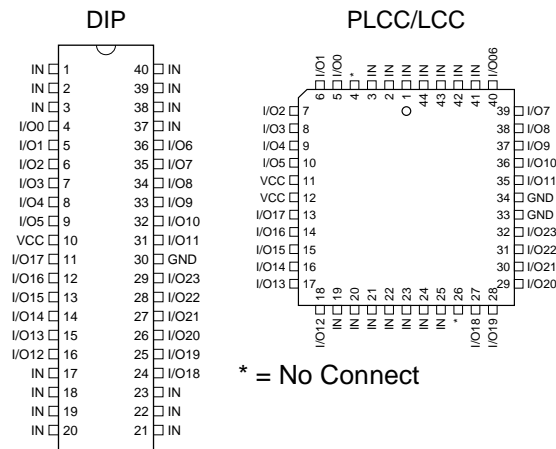 DIP
IN 1 40 IN
IN 2 39 IN
IN 3 38 IN
I/O0 4 37 IN
I/O1 5 36 I/O6
I/O2 6 35 I/O7
I/O3 7 34 I/O8
I/O4 8 33 I/O9
I/O5 9 32 I/O10
VCC 10 31 I/O11
I/O17 11 30 GND
I/O16 12 29 I/O23
I/O15 13 28 I/O22
I/O14 14 27 I/O21
I/O13 15 26 I/O20
I/O12 16 25 I/O19
IN 17 24 I/O18
IN 18 23 IN
IN 19 22 IN
IN 20 21 IN
PLCC/LCC
I/O1 I/O0 * IN IN IN IN IN IN IN I/O06
6 5 4 3 2 1 44 43 42 41 40
I/O2 7 39 I/O7
I/O3 8 38 I/O8
I/O4 9 37 I/O9
I/O5 10 36 I/O10
VCC 11 35 I/O11
VCC 12 34 GND
I/O17 13 33 GND
I/O16 14 32 I/O23
I/O15 15 31 I/O22
I/O14 16 30 I/O21
I/O13 17 29 I/O20
18 19 20 21 22 23 24 25 26 27 28
I/O12 IN IN IN IN IN IN IN * I/O18 I/O19
* = No Connect